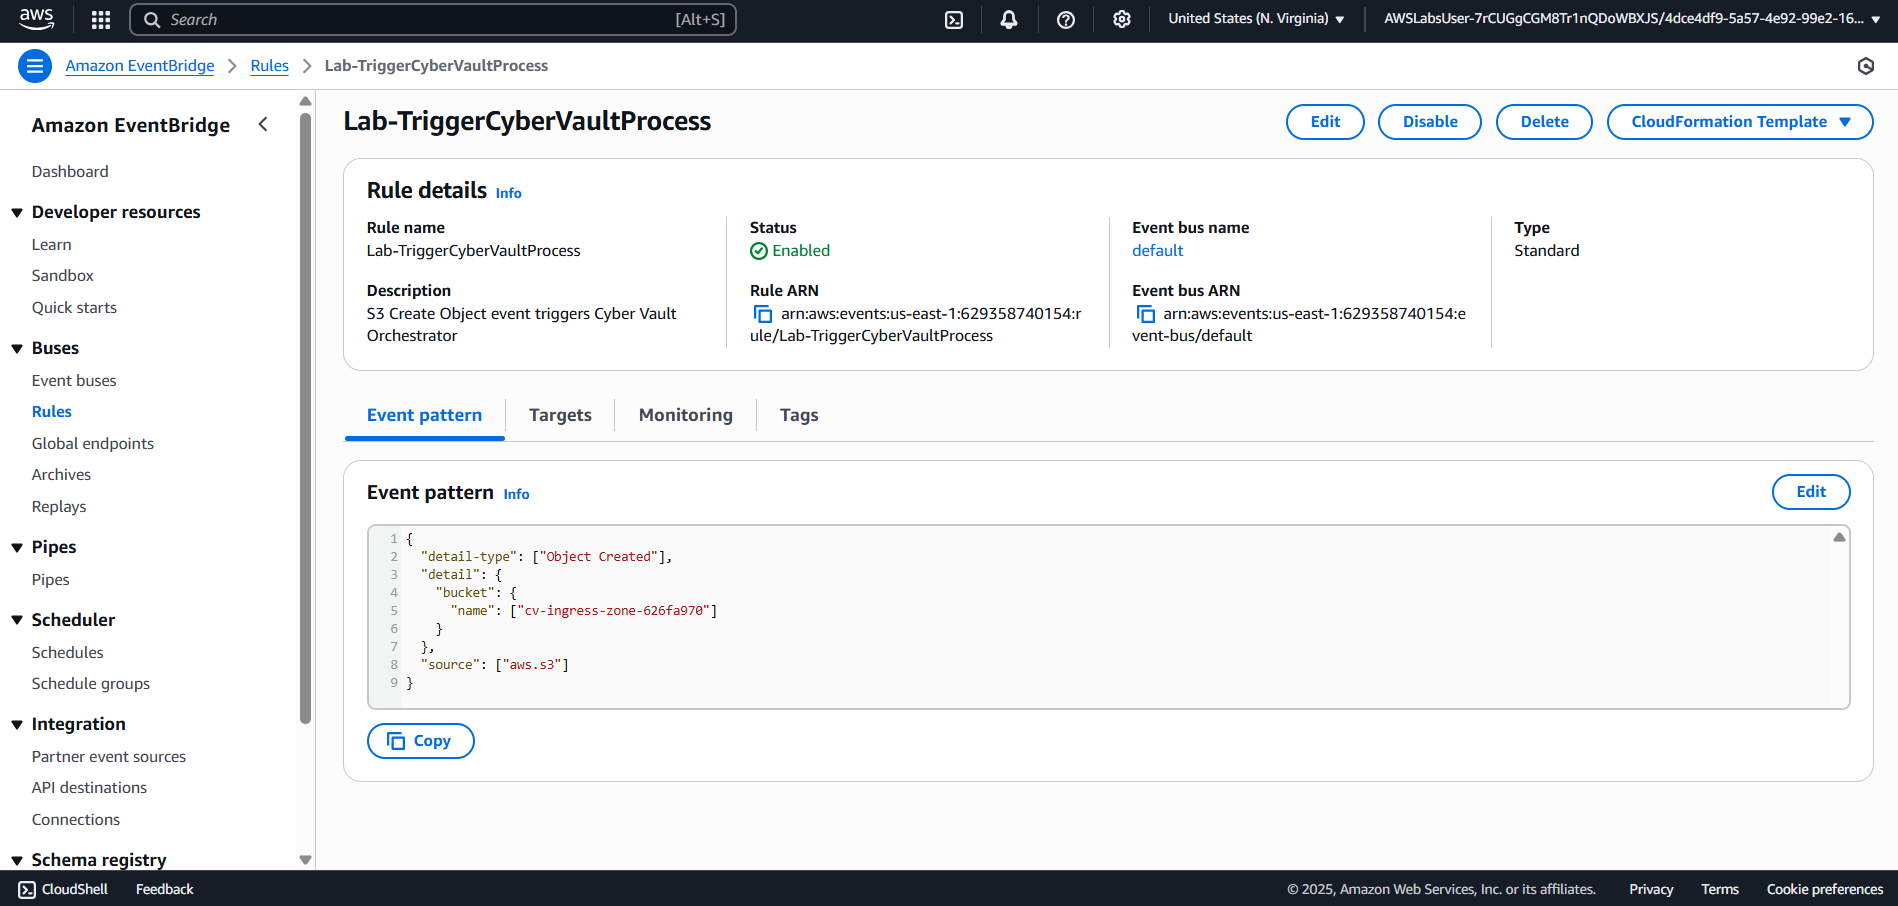 aws
Search
[Alt+S]
United States (N. Virginia)
AWSLabsUser-7rCUGgCGM8Tr1nQDoWBXJS/4dce4df9-5a57-4e92-99e2-16...
Amazon EventBridge
Rules
Lab-TriggerCyberVaultProcess
Amazon EventBridge
Dashboard
Developer resources
Learn
Sandbox
Quick starts
Buses
Event buses
Rules
Global endpoints
Archives
Replays
Pipes
Pipes
Scheduler
Schedules
Schedule groups
Integration
Partner event sources
API destinations
Connections
Schema registry
Lab-TriggerCyberVaultProcess
Edit
Disable
Delete
CloudFormation Template
Rule details Info
Rule name
Lab-TriggerCyberVaultProcess
Description
S3 Create Object event triggers Cyber Vault
Orchestrator
Status
Enabled
Rule ARN
arn:aws:events:us-east-1:629358740154:r
ule/Lab-TriggerCyberVaultProcess
Event bus name
default
Event bus ARN
arn:aws:events:us-east-1:629358740154:e
vent-bus/default
Type
Standard
Event pattern
Targets
Monitoring
Tags
Event pattern Info
Edit
1 {
2 "detail-type": ["Object Created"],
3 "detail": {
4 "bucket": {
5 "name": ["cv-ingress-zone-626fa970"]
6 }
7 },
8 "source": ["aws.s3"]
9 }
Copy
CloudShell
Feedback
© 2025, Amazon Web Services, Inc. or its affiliates.
Privacy
Terms
Cookie preferences